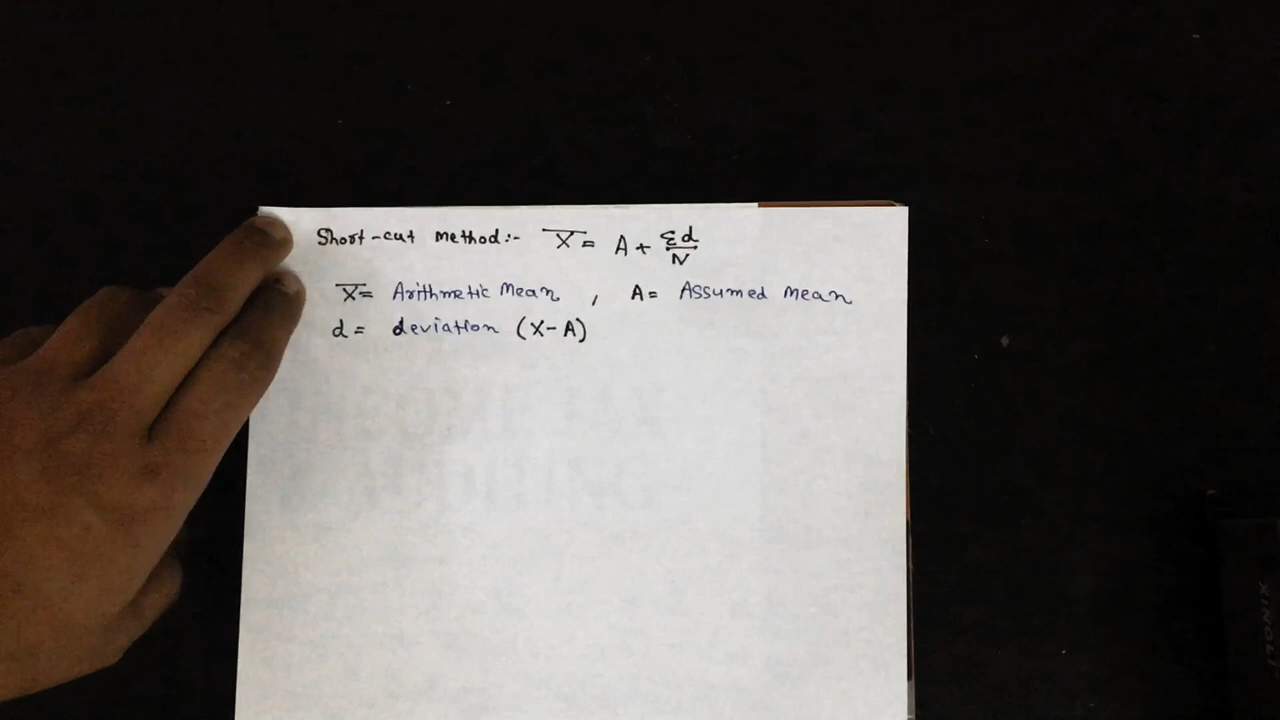 Short-cut method:- X̅ = A + Σd/N
X̅ = Arithmetic Mean , A = Assumed mean
d = deviation (X-A)